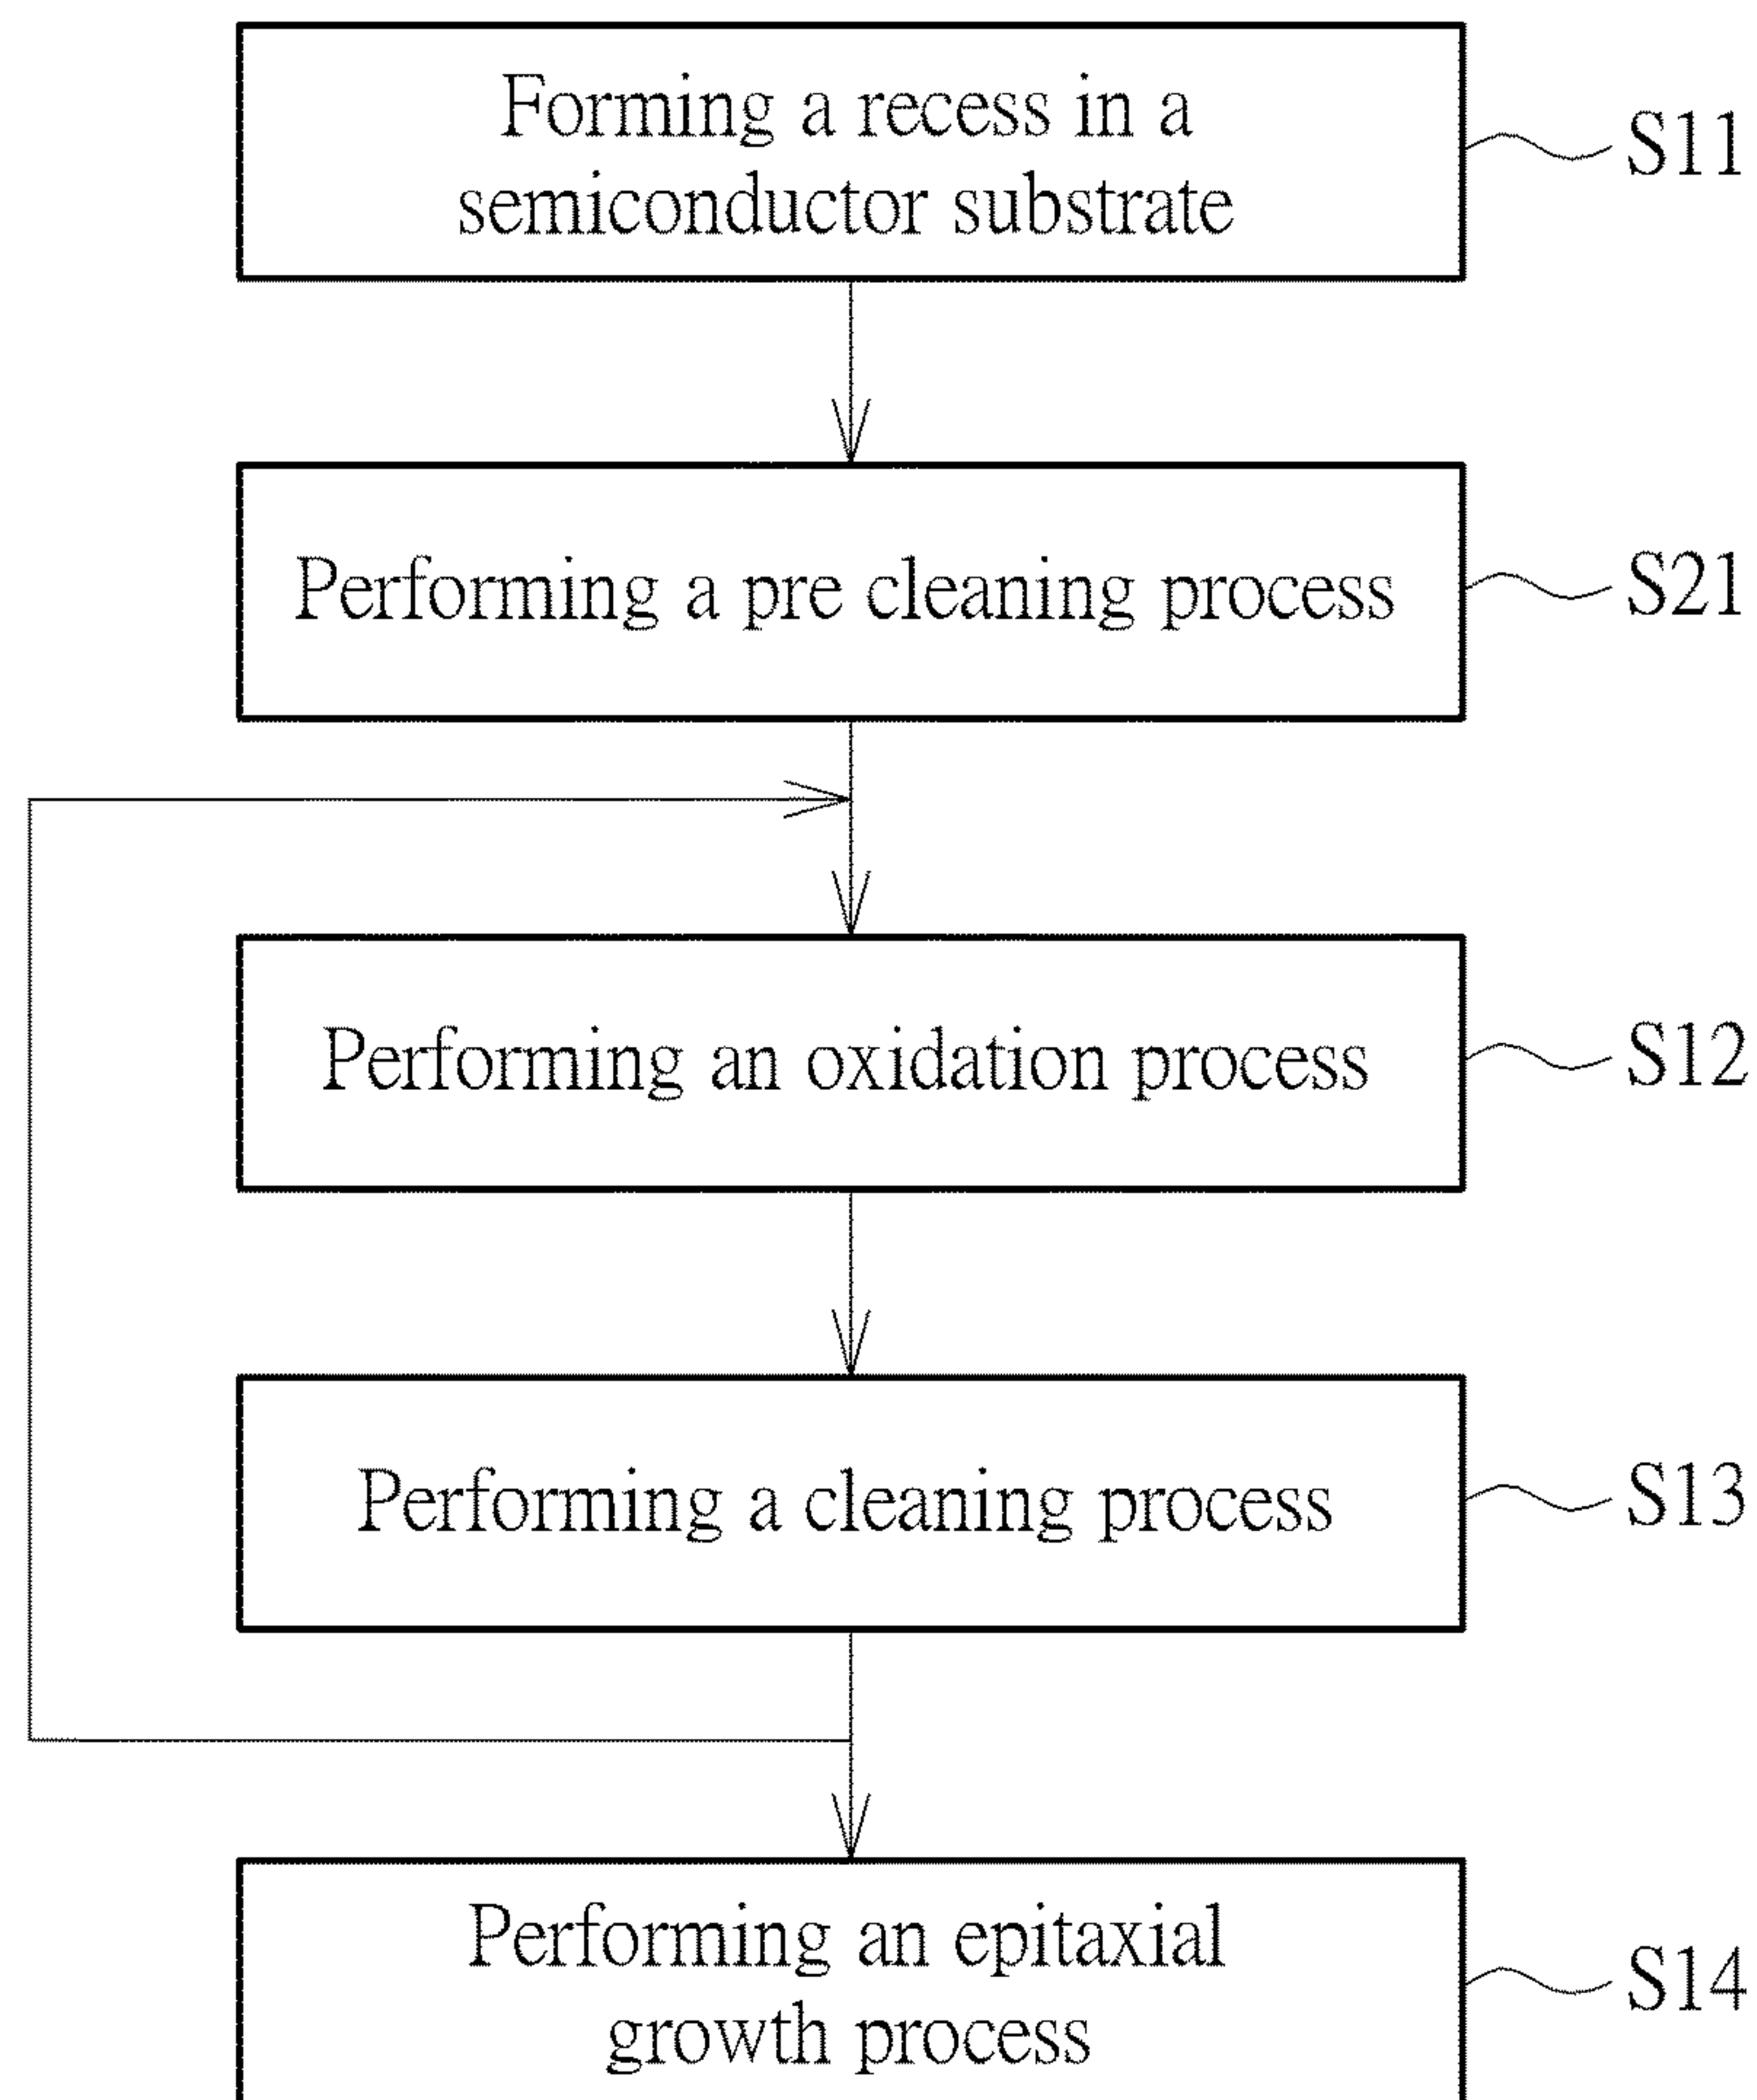 Forming a recess in a
semiconductor substrate
S11
Performing a pre cleaning process
S21
Performing an oxidation process
S12
Performing a cleaning process
S13
Performing an epitaxial
growth process
S14